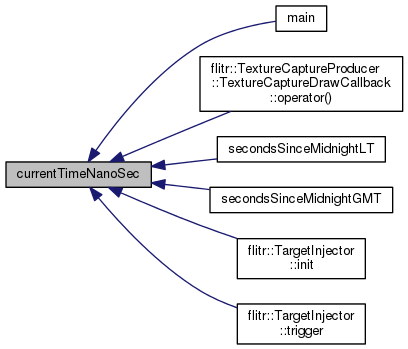 main
flitr::TextureCaptureProducer
::TextureCaptureDrawCallback
::operator()
secondsSinceMidnightLT
currentTimeNanoSec
secondsSinceMidnightGMT
flitr::TargetInjector
::init
flitr::TargetInjector
::trigger